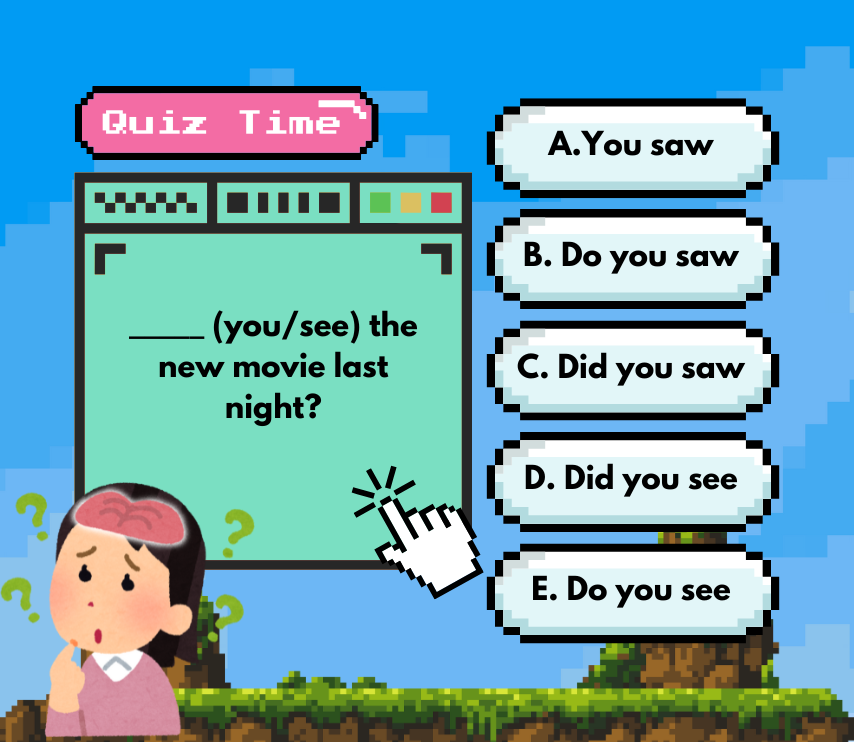 Quiz Time
_____ (you/see) the
new movie last
night?
A.You saw
B. Do you saw
C. Did you saw
D. Did you see
E. Do you see